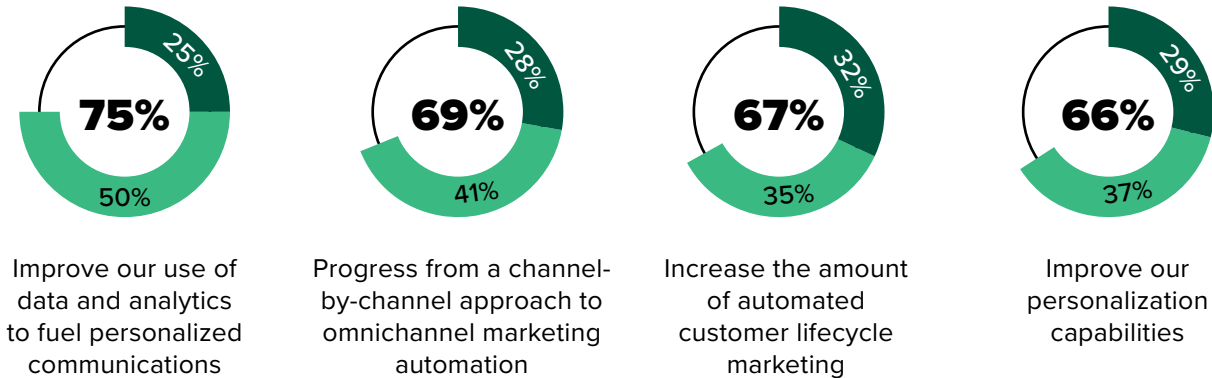 25%
75%
50%
28%
69%
41%
32%
67%
35%
29%
66%
37%
Improve our use of
data and analytics
to fuel personalized
communications
Progress from a channel-
by-channel approach to
omnichannel marketing
automation
Increase the amount
of automated
customer lifecycle
marketing
Improve our
personalization
capabilities